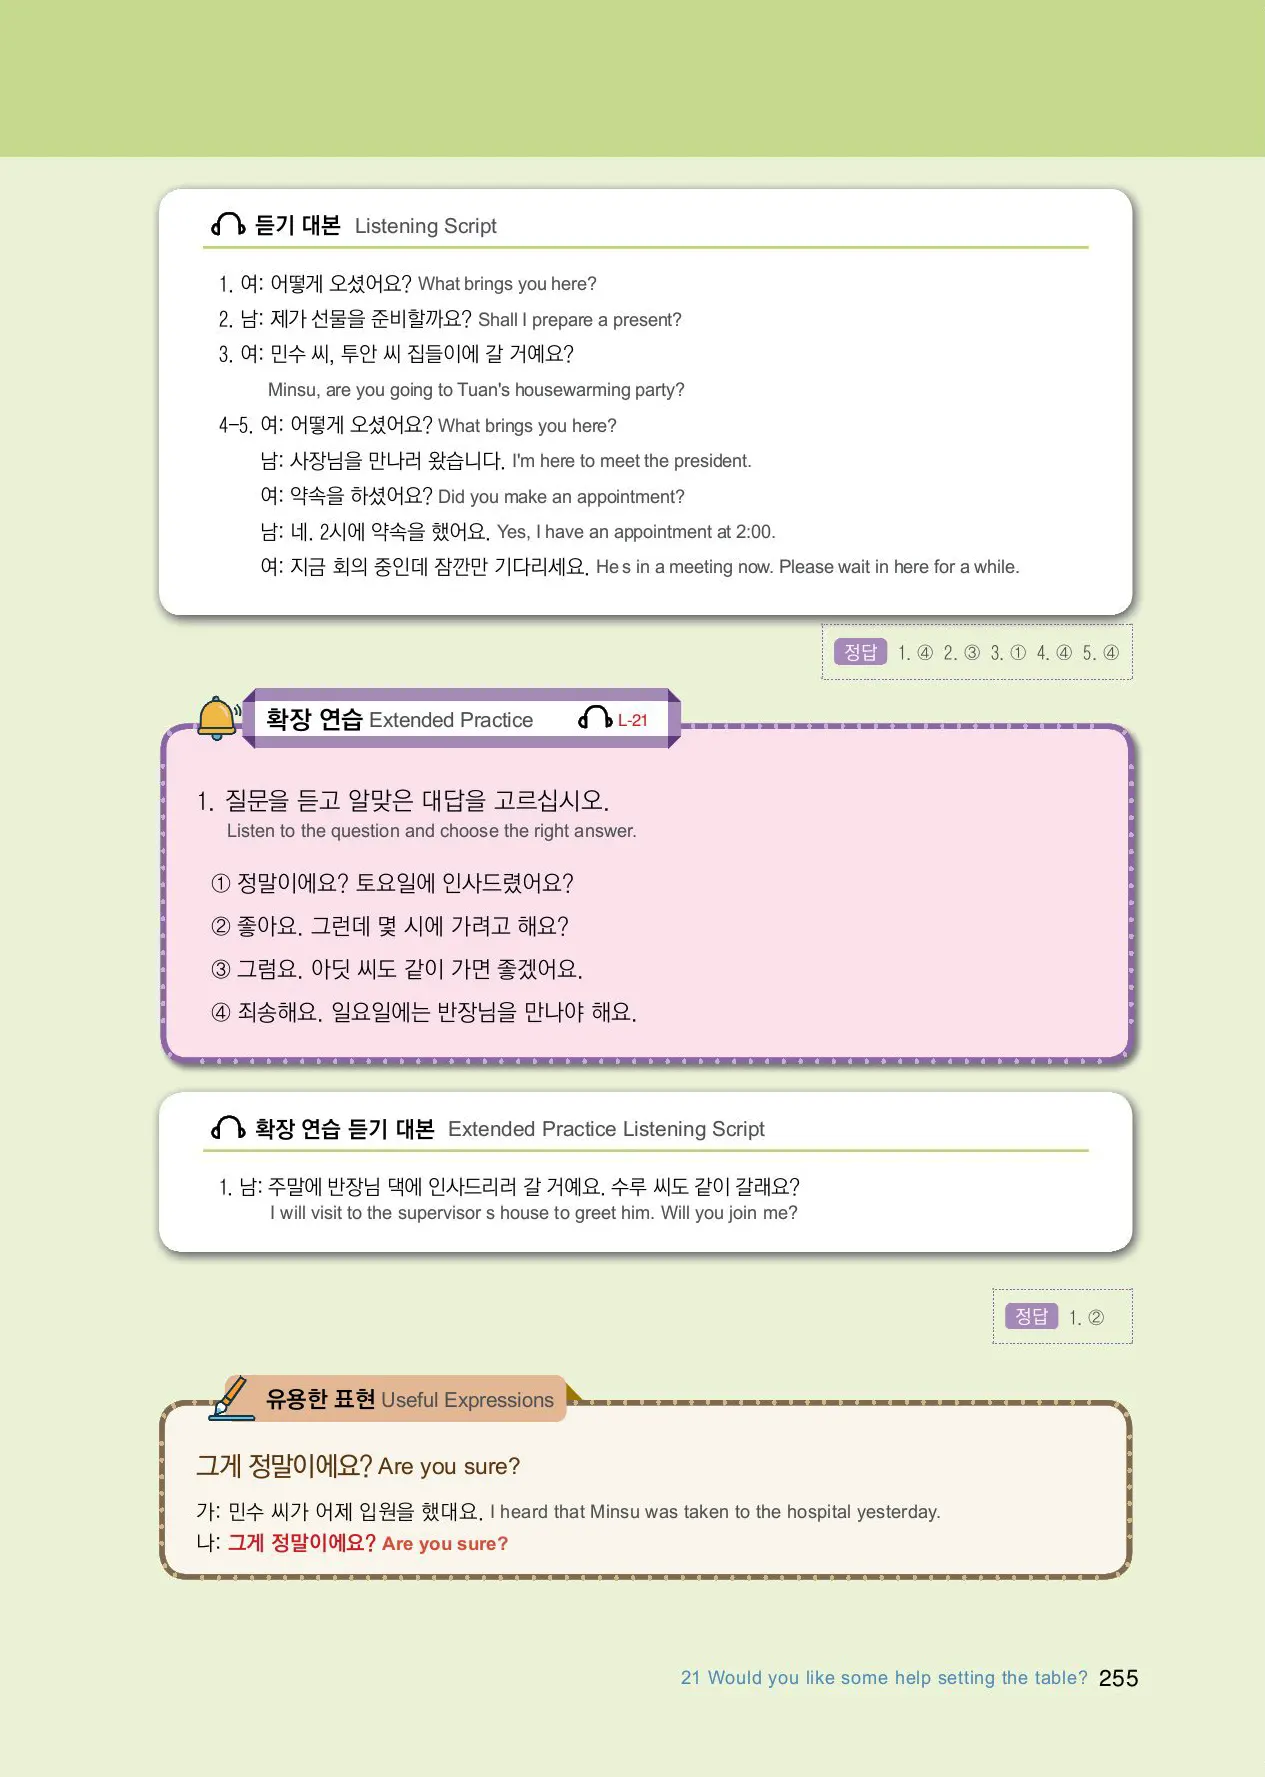 듣기 대본 Listening Script
1. 여: 어떻게 오셨어요? What brings you here?
2. 남: 제가 선물을 준비할까요? Shall I prepare a present?
3. 여: 민수 씨, 투안 씨 집들이에 갈 거예요?
Minsu, are you going to Tuan's housewarming party?
4-5. 여: 어떻게 오셨어요? What brings you here?
남: 사장님을 만나러 왔습니다. I'm here to meet the president.
여: 약속을 하셨어요? Did you make an appointment?
남: 네. 2시에 약속을 했어요. Yes, I have an appointment at 2:00.
여: 지금 회의 중인데 잠깐만 기다리세요. He s in a meeting now. Please wait in here for a while.
정답 1. ④ 2. ③ 3. ① 4. ④ 5. ④
확장 연습 Extended Practice L-21
1. 질문을 듣고 알맞은 대답을 고르십시오.
Listen to the question and choose the right answer.
① 정말이에요? 토요일에 인사드렸어요?
② 좋아요. 그런데 몇 시에 가려고 해요?
③ 그럼요. 아딧 씨도 같이 가면 좋겠어요.
④ 죄송해요. 일요일에는 반장님을 만나야 해요.
확장 연습 듣기 대본 Extended Practice Listening Script
1. 남: 주말에 반장님 댁에 인사드리러 갈 거예요. 수루 씨도 같이 갈래요?
I will visit to the supervisor s house to greet him. Will you join me?
정답 1. ②
유용한 표현 Useful Expressions
그게 정말이에요? Are you sure?
가: 민수 씨가 어제 입원을 했대요. I heard that Minsu was taken to the hospital yesterday.
나: 그게 정말이에요? Are you sure?
21 Would you like some help setting the table? 255